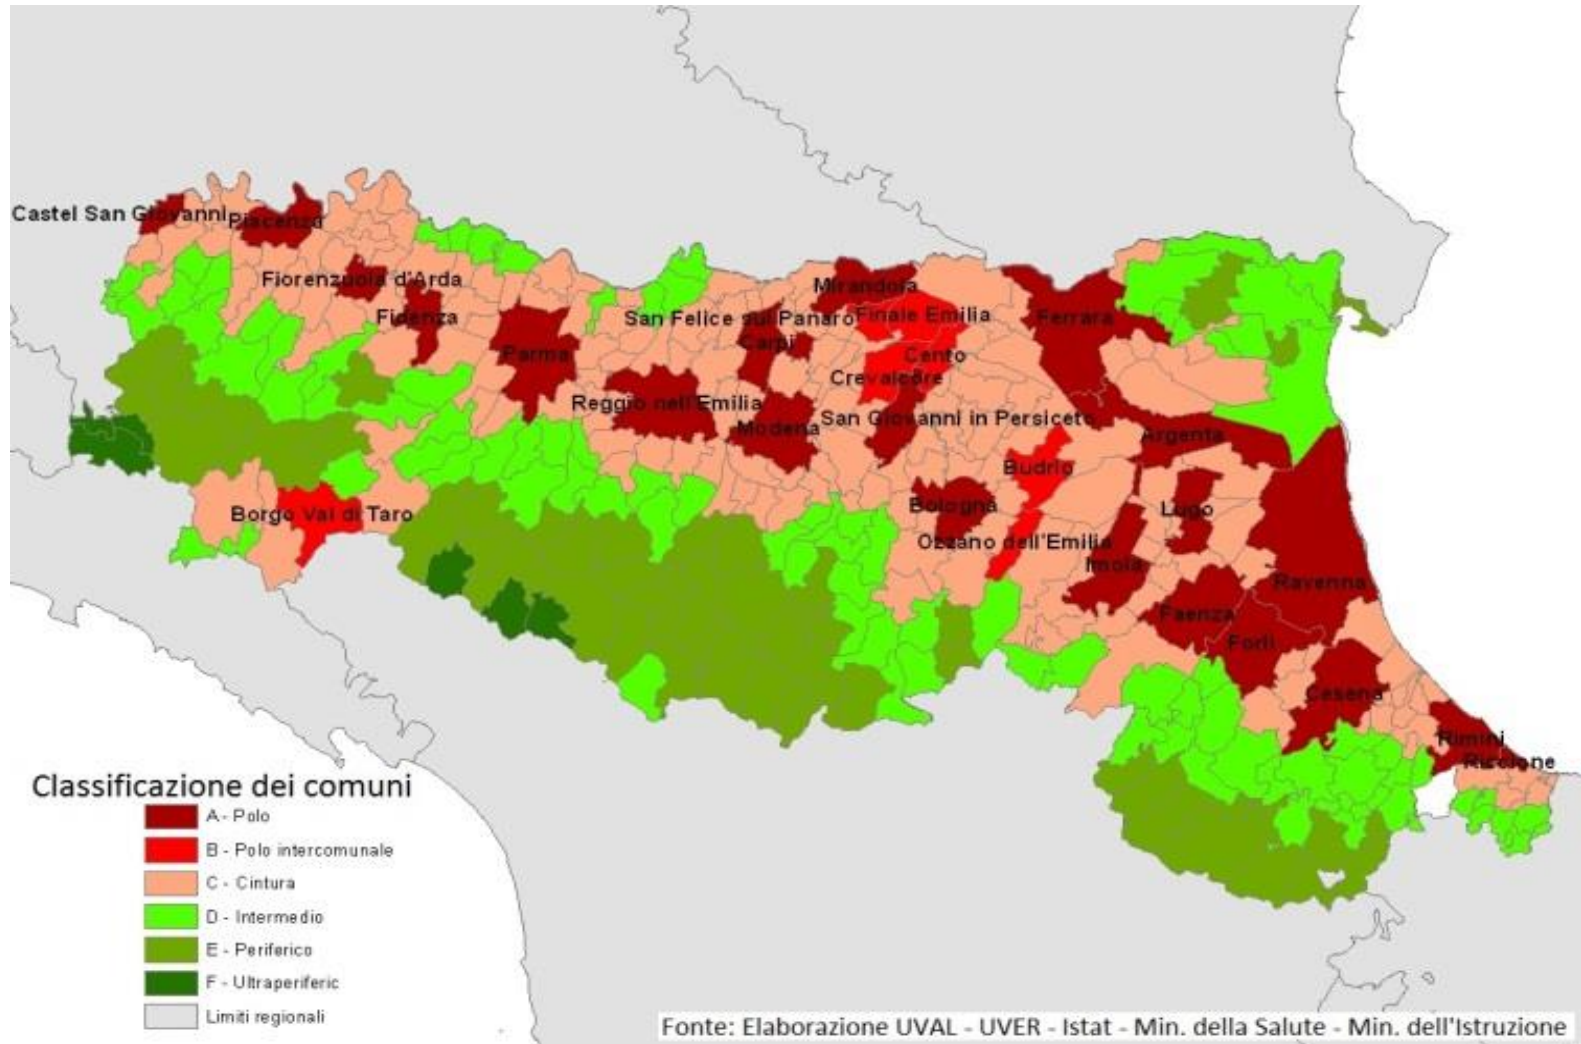 Castel San Giovanni
Piacenza
Fiorenzuola d'Arda
Fidenza
Parma
Mirandola
San Felice sul Panaro
Finale Emilia
Ferrara
Carpi
Cento
Crevalcore
Reggio nell'Emilia
Modena
San Giovanni in Persiceto
Argenta
Budrio
Borgo Val di Taro
Bologna
Lugo
Ozzano dell'Emilia
Imola
Ravenna
Faenza
Forlì
Cesena
Rimini
Riccione
Classificazione dei comuni
A - Polo
B - Polo intercomunale
C - Cintura
D - Intermedio
E - Periferico
F - Ultraperiferic
Limiti regionali
Fonte: Elaborazione UVAL - UVER - Istat - Min. della Salute - Min. dell'Istruzione